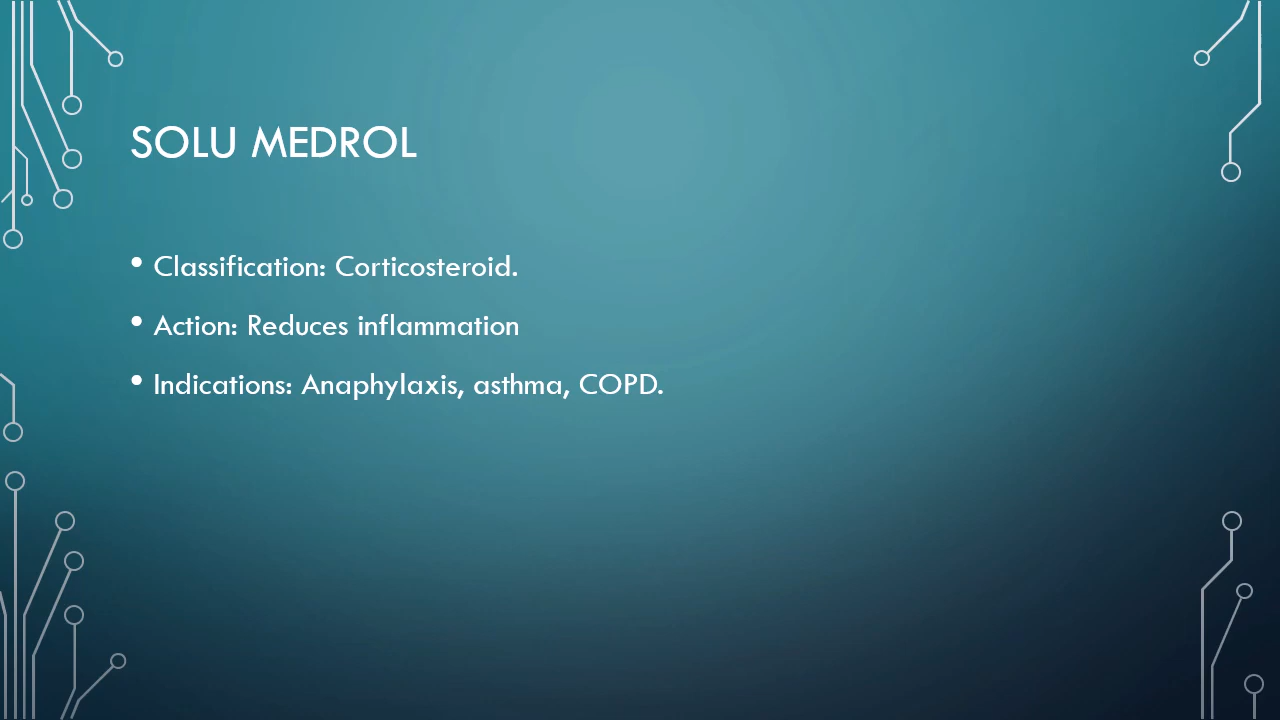 SOLU MEDROL
• Classification: Corticosteroid.
• Action: Reduces inflammation
• Indications: Anaphylaxis, asthma, COPD.